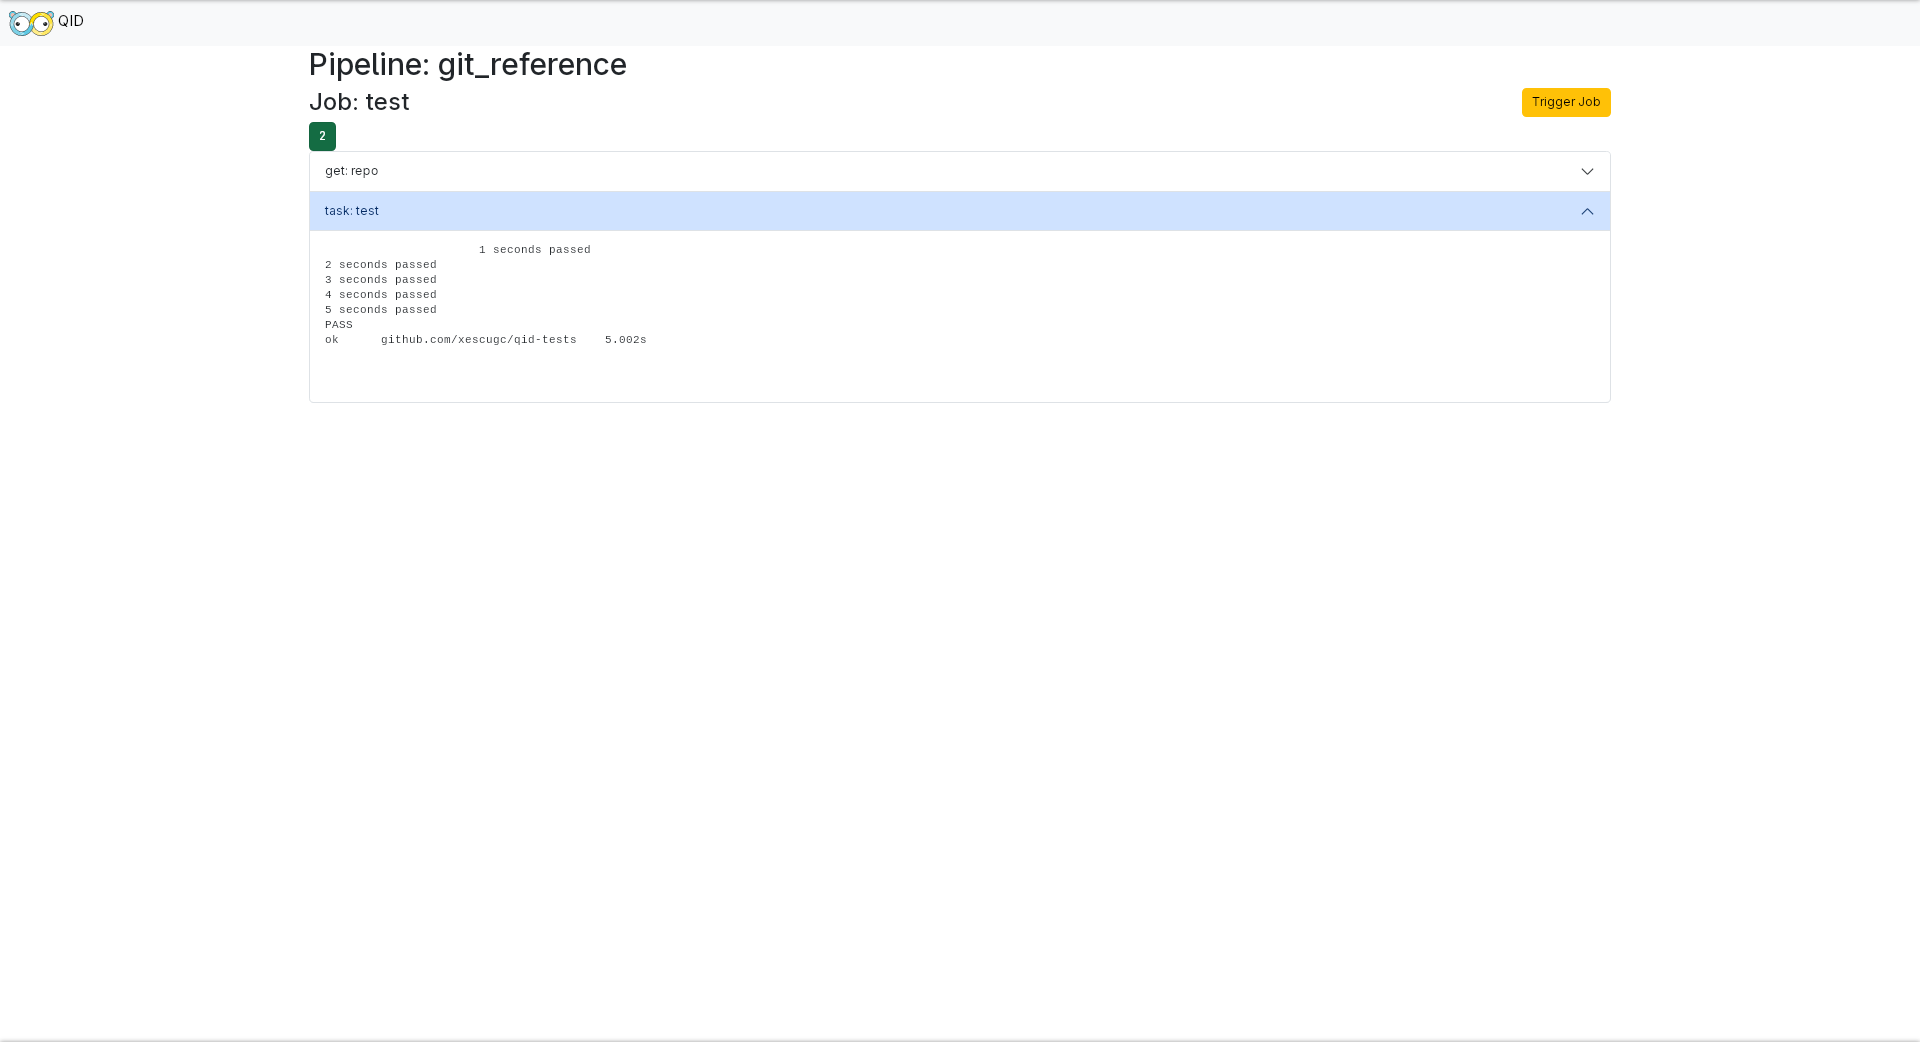 QID
Pipeline: git_reference
Job: test
Trigger Job
2
get: repo
task: test
1 seconds passed
2 seconds passed
3 seconds passed
4 seconds passed
5 seconds passed
PASS
ok      github.com/xescugc/qid-tests    5.002s